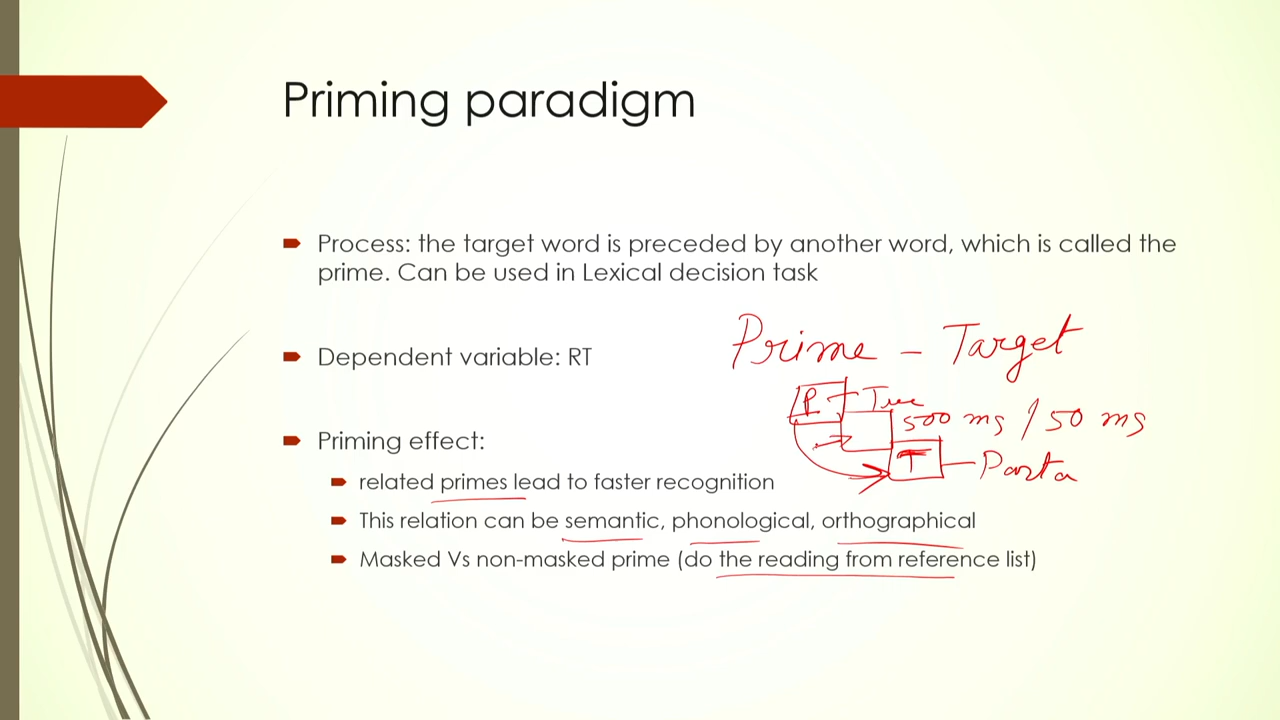 Priming paradigm
Process: the target word is preceded by another word, which is called the
prime. Can be used in Lexical decision task
Prime - Target
Dependent variable: RT
P Tree
500 ms / 50 ms
Priming effect:
T Pasta
related primes lead to faster recognition
This relation can be semantic, phonological, orthographical
Masked Vs non-masked prime (do the reading from reference list)